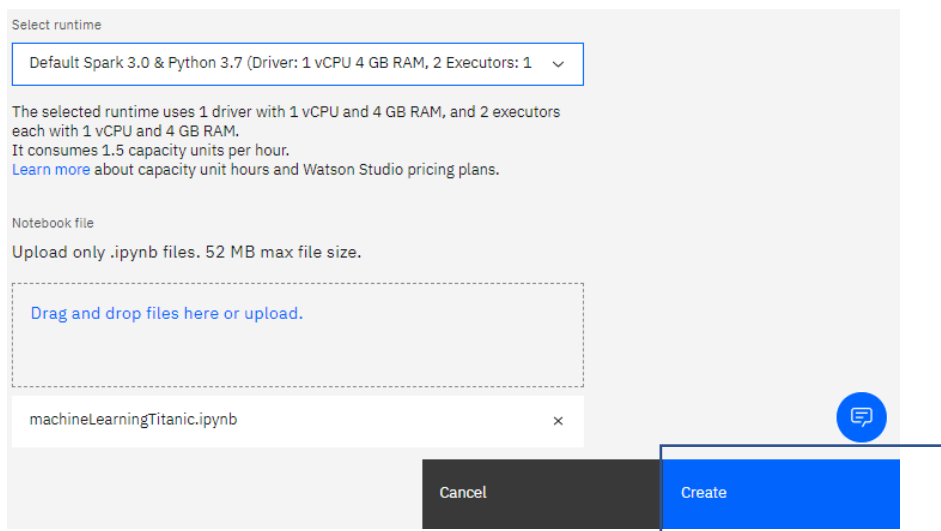 Select runtime
Default Spark 3.0 & Python 3.7 (Driver: 1 vCPU 4 GB RAM, 2 Executors: 1
The selected runtime uses 1 driver with 1 vCPU and 4 GB RAM, and 2 executors
each with 1 vCPU and 4 GB RAM.
It consumes 1.5 capacity units per hour.
Learn more about capacity unit hours and Watson Studio pricing plans.
Notebook file
Upload only .ipynb files. 52 MB max file size.
Drag and drop files here or upload.
machineLearningTitanic.ipynb
Cancel
Create